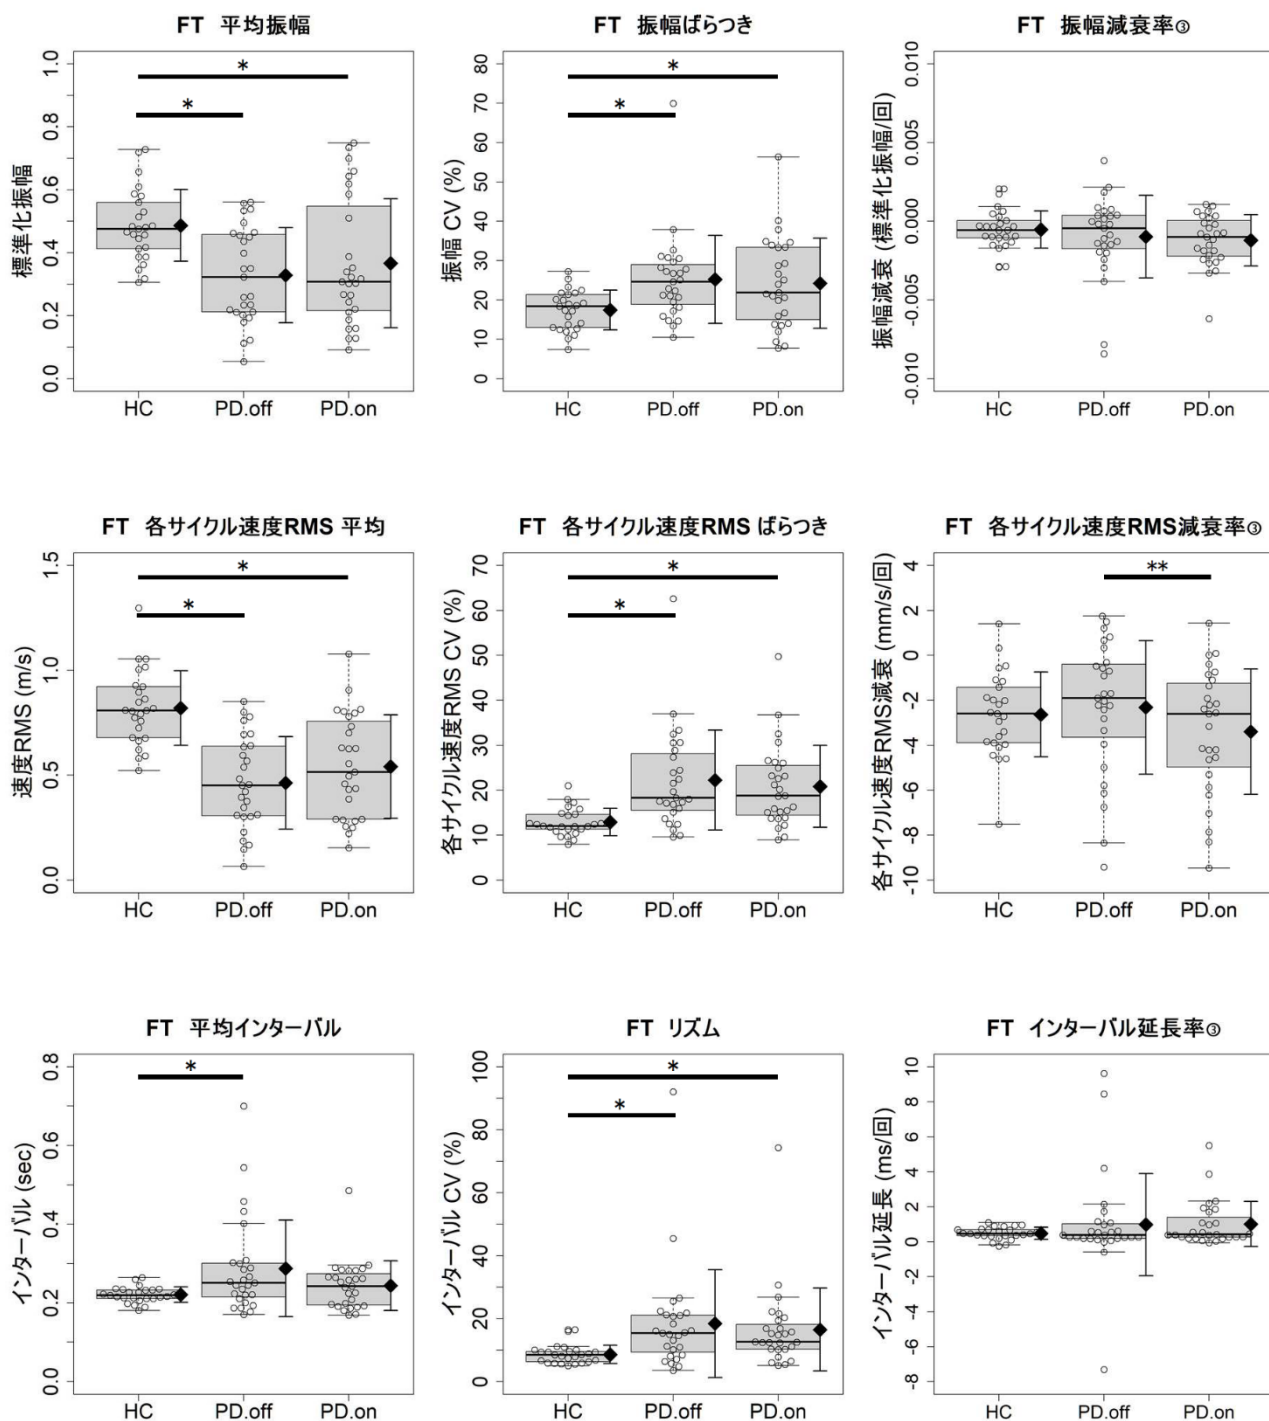 FT 平均振幅
標準化振幅
1.0
0.8
0.6
0.4
0.2
0.0
*
*
HC
PD.off
PD.on
FT 振幅ばらつき
振幅 CV (%)
80
70
60
50
40
30
20
10
0
*
*
HC
PD.off
PD.on
FT 振幅減衰率③
振幅減衰 (標準化振幅/回)
0.010
0.005
0.000
-0.005
-0.010
HC
PD.off
PD.on
FT 各サイクル速度RMS 平均
速度RMS (m/s)
1.5
1.0
0.5
0.0
*
*
HC
PD.off
PD.on
FT 各サイクル速度RMS ばらつき
各サイクル速度RMS CV (%)
70
60
50
40
30
20
10
0
*
*
HC
PD.off
PD.on
FT 各サイクル速度RMS減衰率③
各サイクル速度RMS減衰 (mm/s/回)
4
2
0
-2
-4
-6
-8
-10
**
HC
PD.off
PD.on
FT 平均インターバル
インターバル (sec)
0.8
0.6
0.4
0.2
0.0
*
HC
PD.off
PD.on
FT リズム
インターバル CV (%)
100
80
60
40
20
0
*
*
HC
PD.off
PD.on
FT インターバル延長率③
インターバル延長 (ms/回)
10
8
6
4
2
0
-2
-4
-6
-8
HC
PD.off
PD.on